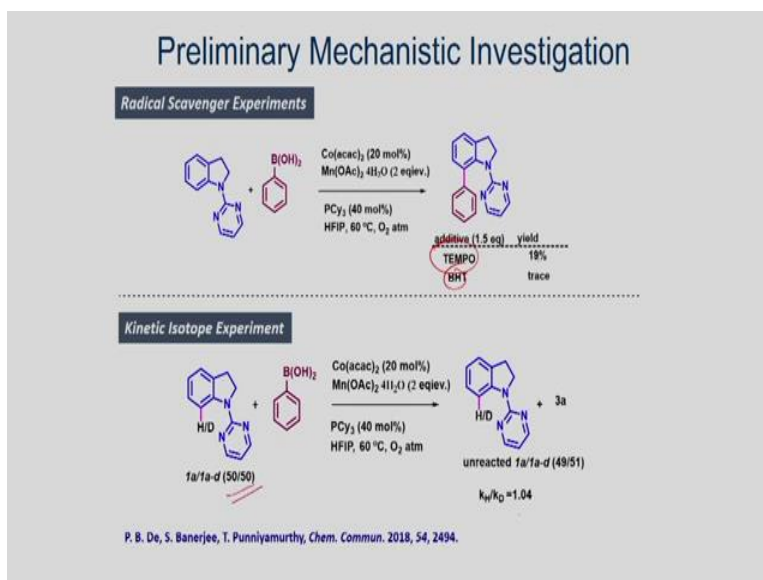 Preliminary Mechanistic Investigation
Radical Scavenger Experiments
B(OH)₂
Co(acac)₂ (20 mol%)
Mn(OAc)₂ 4H₂O (2 eqiev.)
+
N
N
N
PCy₃ (40 mol%)
HFIP, 60 ºC, O₂ atm
N
N
N
additive (1.5 eq) yield
TEMPO 19%
BHT trace
Kinetic Isotope Experiment
B(OH)₂
Co(acac)₂ (20 mol%)
Mn(OAc)₂ 4H₂O (2 eqiev.)
H/D
N
N
N
+
PCy₃ (40 mol%)
HFIP, 60 ºC, O₂ atm
H/D
N
N
N
+ 3a
1a/1a-d (50/50)
unreacted 1a/1a-d (49/51)
kH/kD =1.04
P. B. De, S. Banerjee, T. Punniyamurthy, Chem. Commun. 2018, 54, 2494.